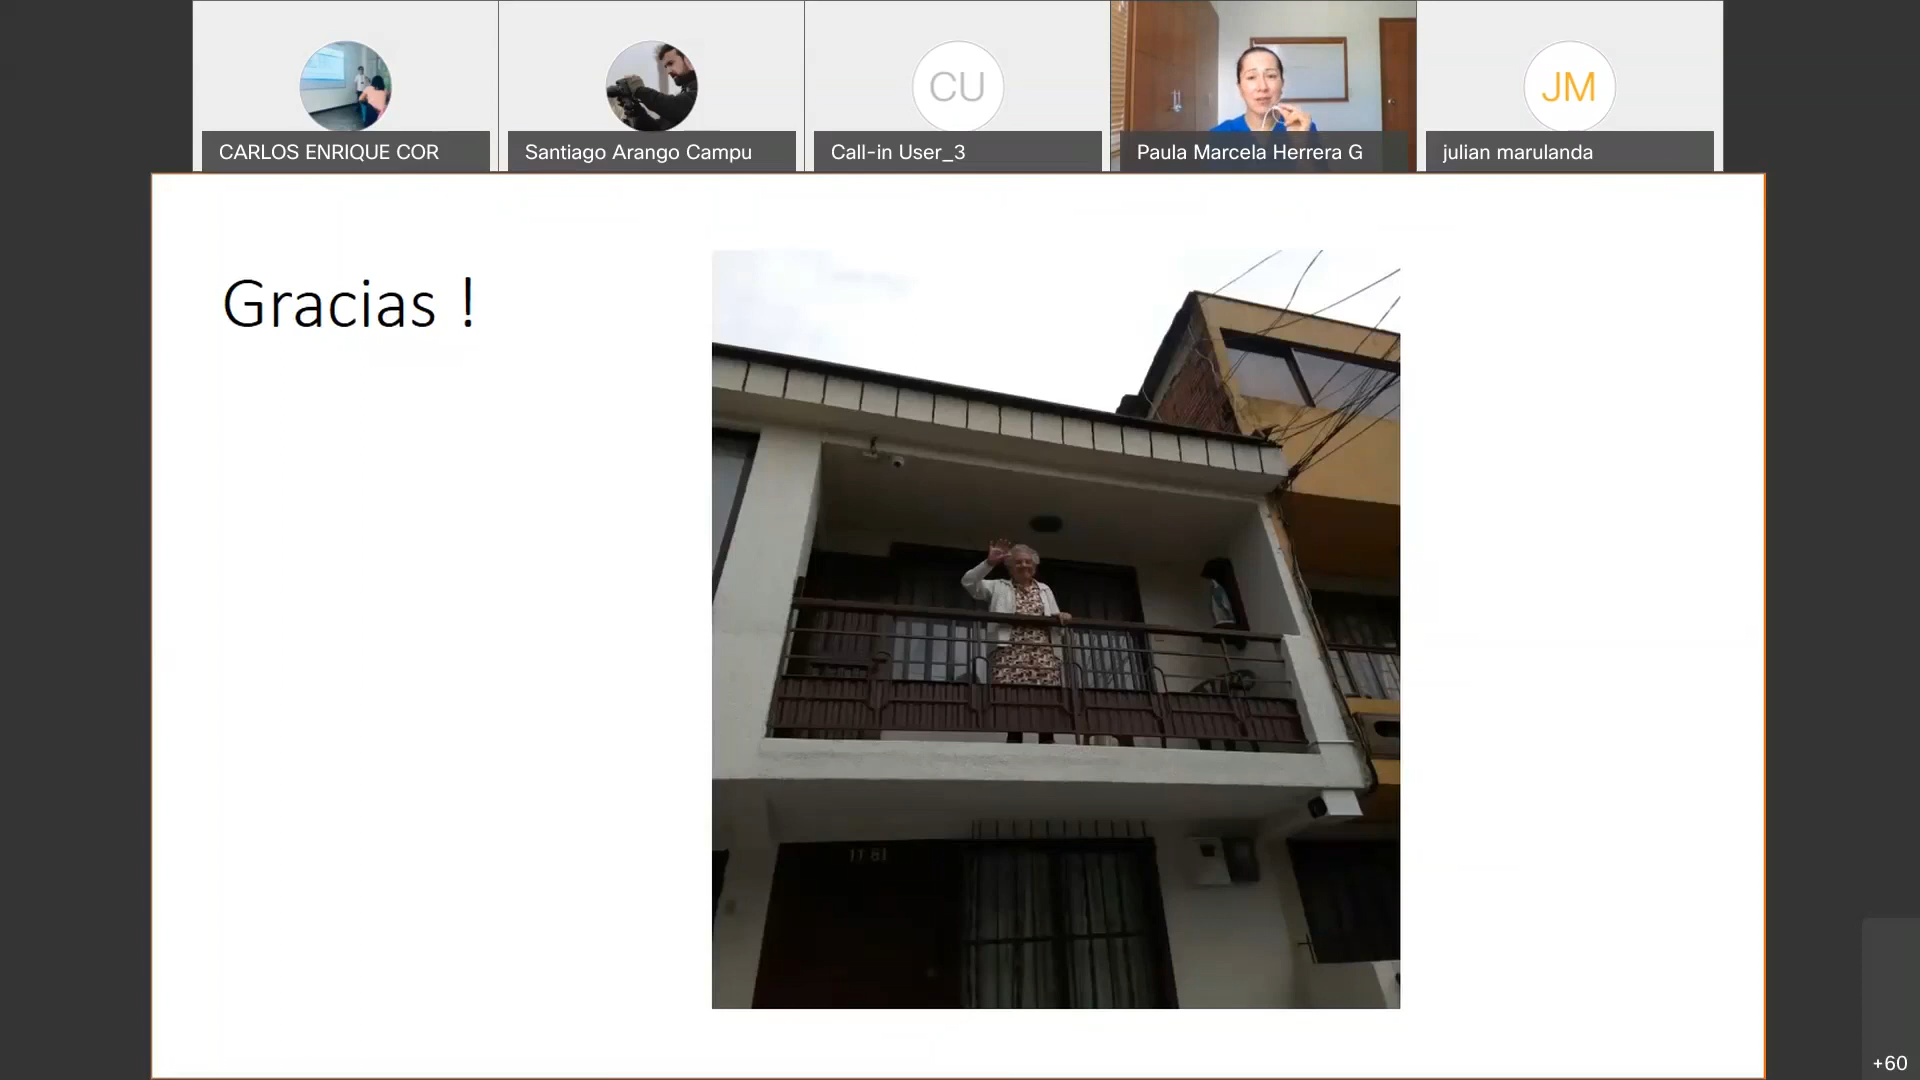 CARLOS ENRIQUE COR
Santiago Arango Campu
CU
Call-in User_3
Paula Marcela Herrera G
JM
julian marulanda
Gracias !
17 81
+60